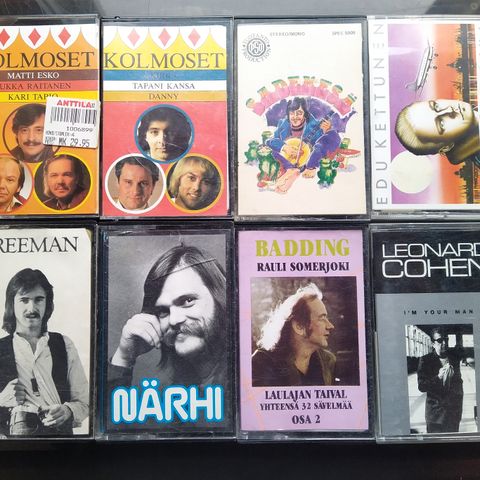 KOLMOSET
MATTI ESKO
JUKKA RAITANEN
KARI TAPIO
ANTTILA
1006899
29.95
KOLMOSET
TAPANI KANSA
DANNY
STEREO/MONO
EDU KETTUNEN
REEMAN
NÄRHI
BADDING
RAULI SOMERJOKI
LAULAJAN TAIVAL
YHTEENSÄ 32 SÄVELMÄÄ
OSA 2
LEONARD
COHEN
I'M YOUR MAN